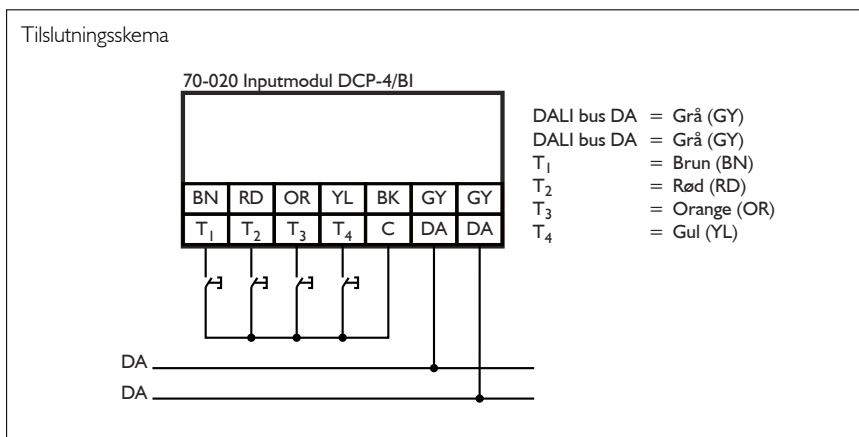 Tilslutningsskema
70-020 Inputmodul DCP-4/BI
BN RD OR YL BK GY GY
T1 T2 T3 T4 C DA DA
DALI bus DA = Grå (GY)
DALI bus DA = Grå (GY)
T1 = Brun (BN)
T2 = Rød (RD)
T3 = Orange (OR)
T4 = Gul (YL)
DA
DA